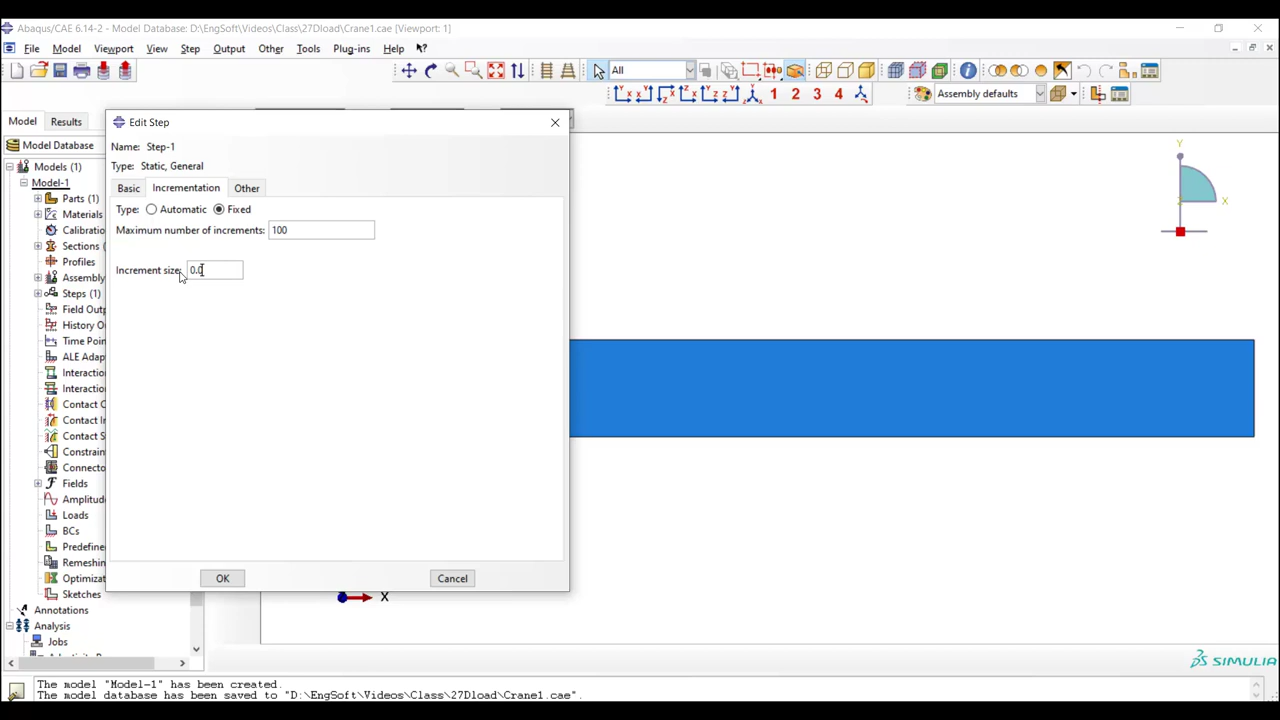 Abaqus/CAE 6.14-2 - Model Database: D:\EngSoft\Videos\Class\27Dload\Crane1.cae [Viewport: 1]
File Model Viewport View Step Output Other Tools Plug-ins Help
All
1 2 3 4
Assembly defaults
Model Results
Model Database
Models (1)
Model-1
Parts (1)
Materials
Calibratio
Sections
Profiles
Assembly
Steps (1)
Field Outp
History Ou
Time Poin
ALE Adap
Interactio
Interactio
Contact C
Contact In
Contact S
Constrain
Connecto
Fields
Amplitude
Loads
BCs
Predefine
Remeshin
Optimizat
Sketches
Annotations
Analysis
Jobs
Edit Step
Name: Step-1
Type: Static, General
Basic Incrementation Other
Type: Automatic Fixed
Maximum number of increments: 100
Increment size: 0.0
OK Cancel
Y
X
X
SIMULIA
The model "Model-1" has been created.
The model database has been saved to "D:\EngSoft\Videos\Class\27Dload\Crane1.cae".